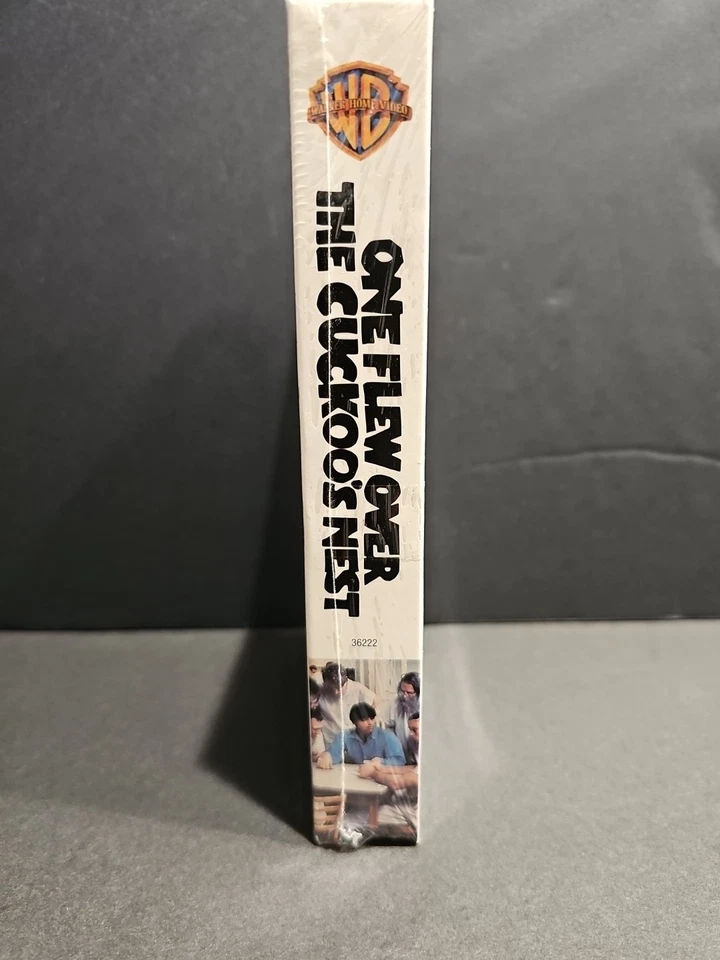 WARNER HOME VIDEO
WB
ONE FLEW OVER
THE CUCKOO'S NEST
36222